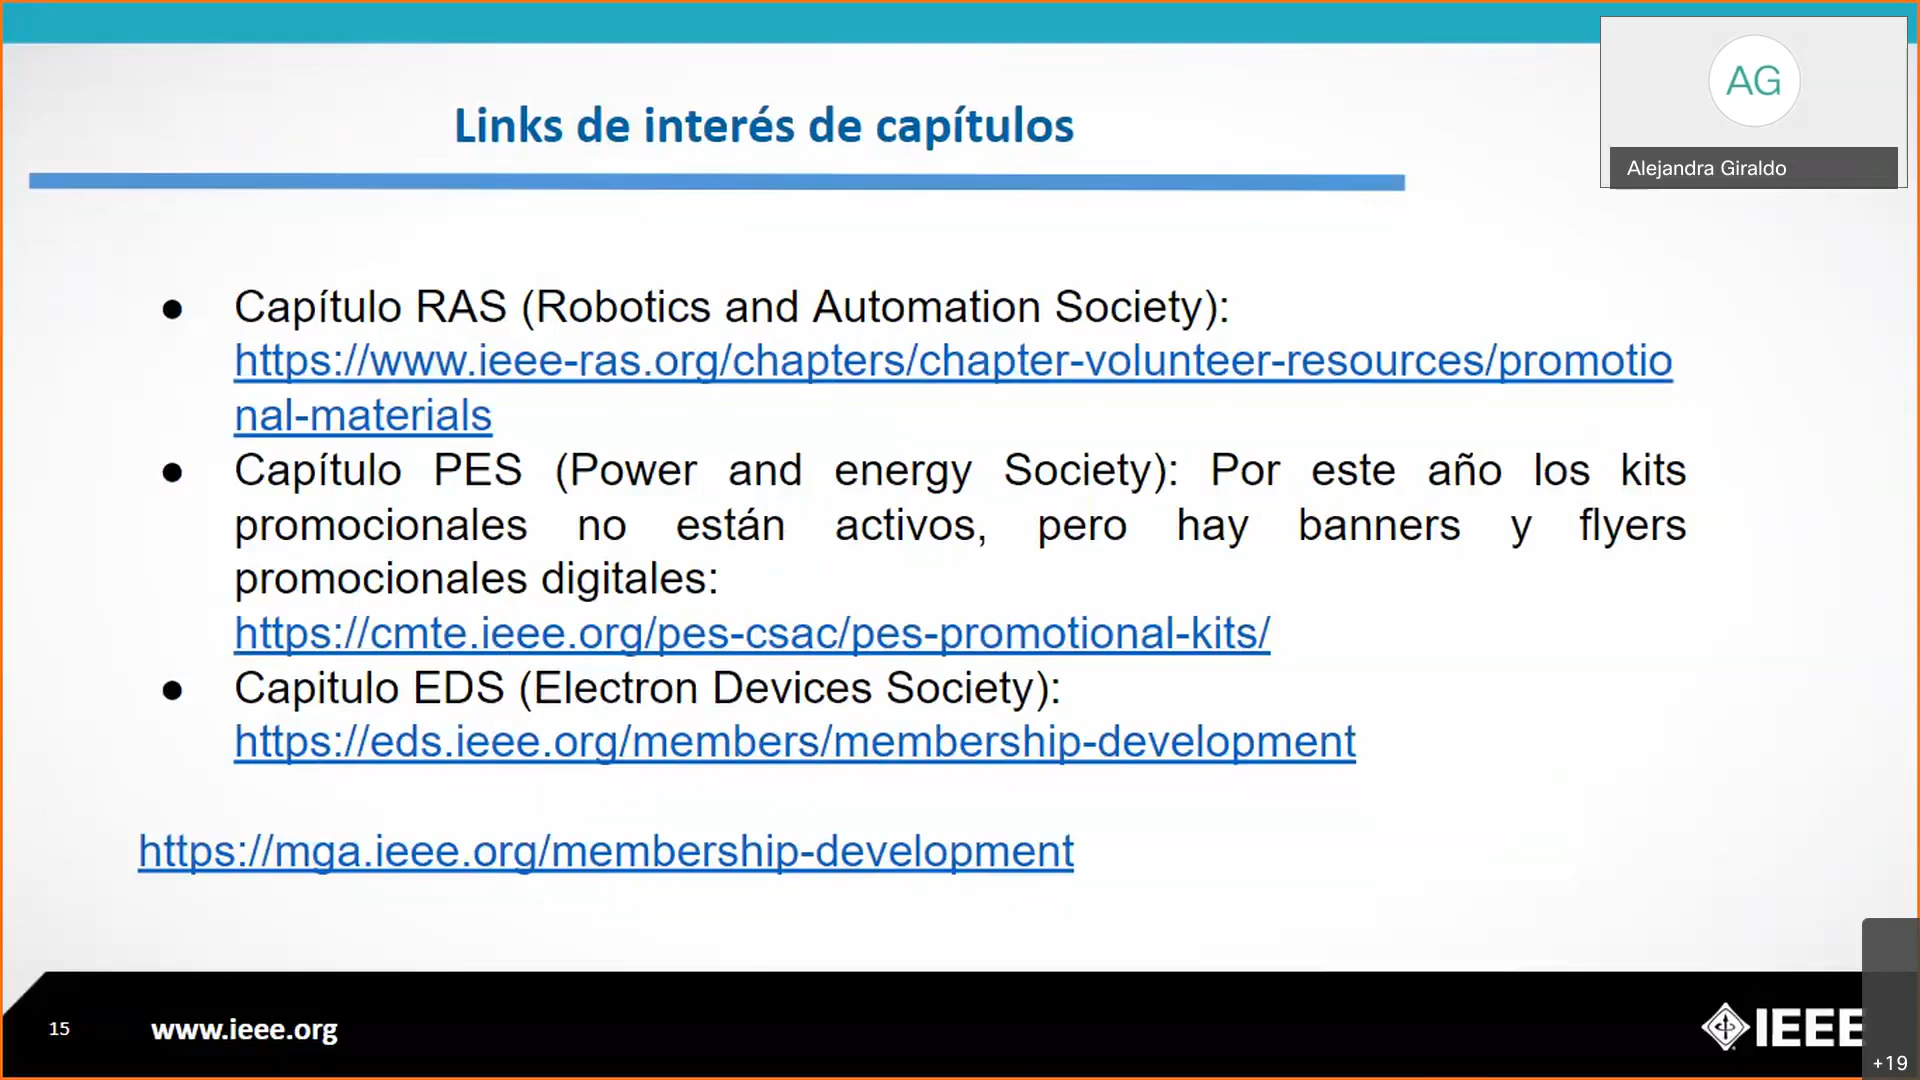 AG
Alejandra Giraldo
Links de interés de capítulos
● Capítulo RAS (Robotics and Automation Society):
https://www.ieee-ras.org/chapters/chapter-volunteer-resources/promotio
nal-materials
● Capítulo PES (Power and energy Society): Por este año los kits
promocionales no están activos, pero hay banners y flyers
promocionales digitales:
https://cmte.ieee.org/pes-csac/pes-promotional-kits/
● Capitulo EDS (Electron Devices Society):
https://eds.ieee.org/members/membership-development
https://mga.ieee.org/membership-development
15
www.ieee.org
IEEE
+19